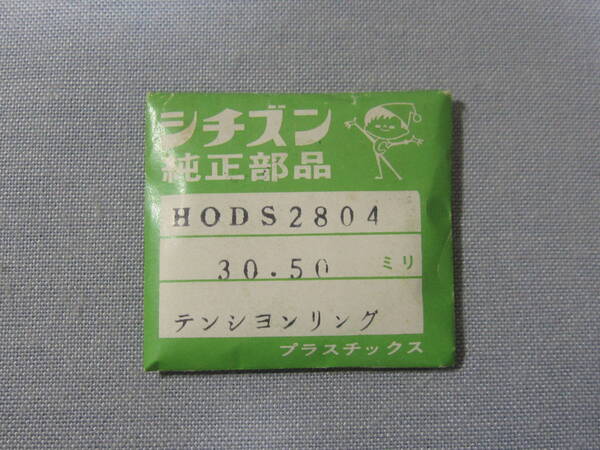 シチズン
純正部品
HODS2804
30.50 ミリ
テンシヨンリング
プラスチックス